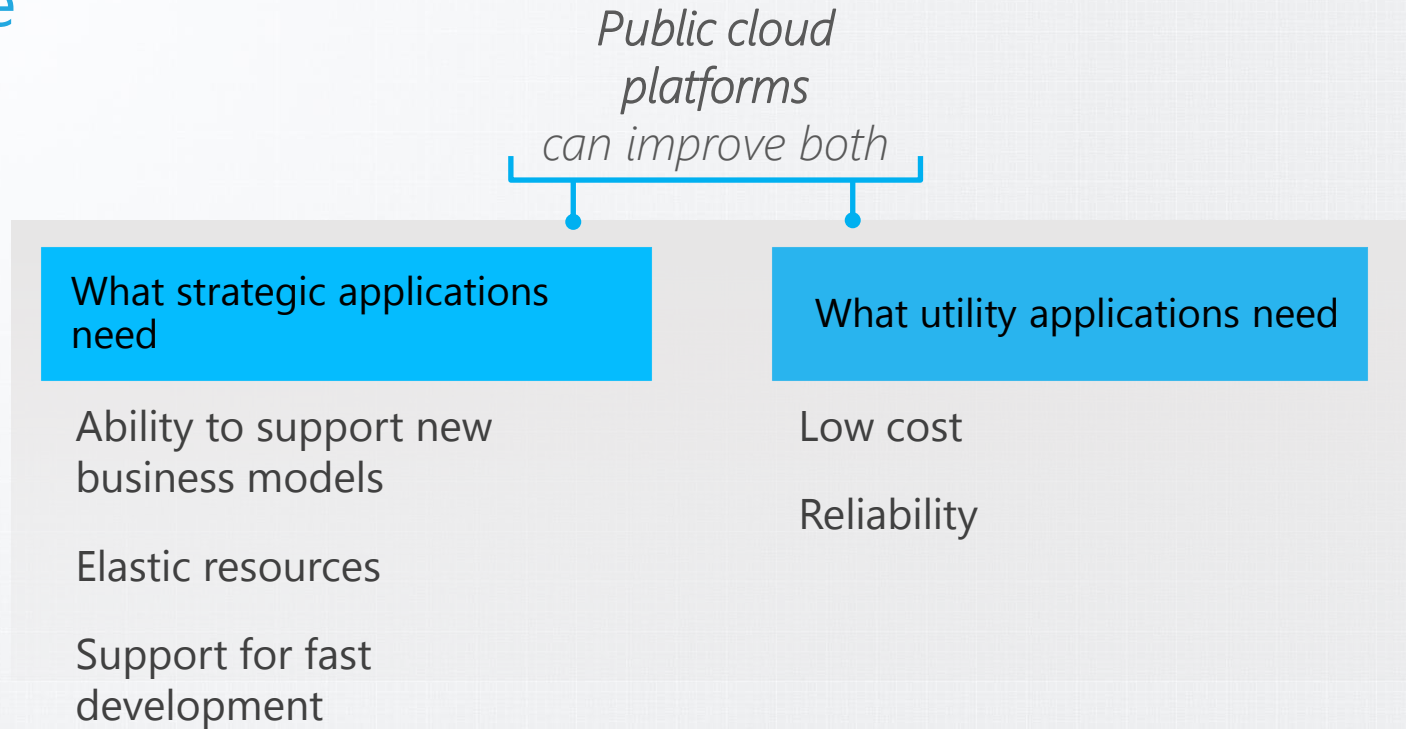 e
Public cloud
platforms
can improve both
What strategic applications
need
What utility applications need
Ability to support new
business models
Elastic resources
Support for fast
development
Low cost
Reliability